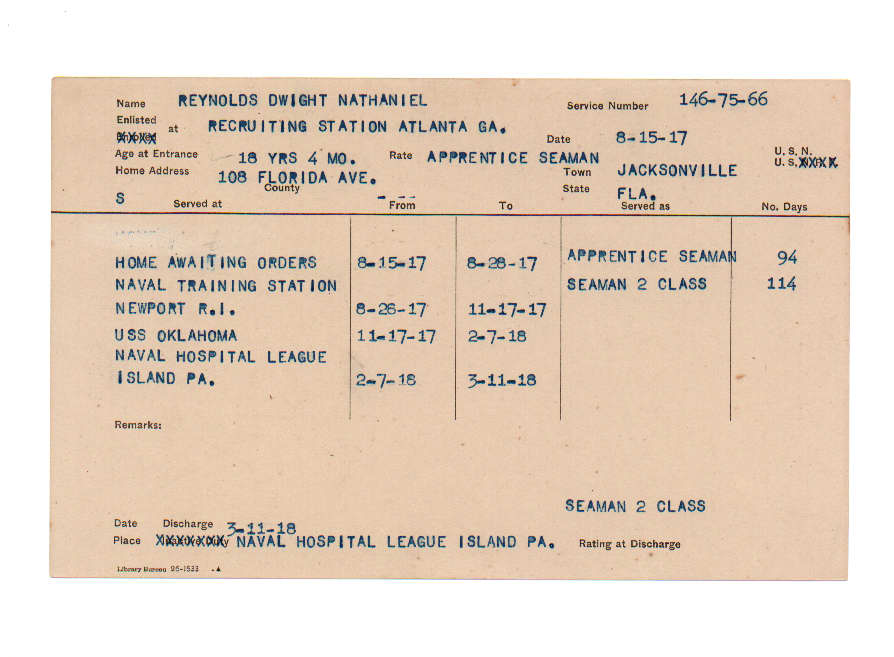 Name REYNOLDS DWIGHT NATHANIEL Service Number 146-75-66
Enlisted at RECRUITING STATION ATLANTA GA. Date 8-15-17
Age at Entrance 18 YRS 4 MO. Rate APPRENTICE SEAMAN U. S. N.
Home Address 108 FLORIDA AVE. Town JACKSONVILLE U. S.
S County State FLA.
Served at From To Served as No. Days
HOME AWAITING ORDERS 8-15-17 8-28-17 APPRENTICE SEAMAN 94
NAVAL TRAINING STATION SEAMAN 2 CLASS 114
NEWPORT R.I. 8-28-17 11-17-17
USS OKLAHOMA 11-17-17 2-7-18
NAVAL HOSPITAL LEAGUE
ISLAND PA. 2-7-18 3-11-18
Remarks:
SEAMAN 2 CLASS
Date Discharge 3-11-18
Place NAVAL HOSPITAL LEAGUE ISLAND PA. Rating at Discharge
Library Bureau 26-1533